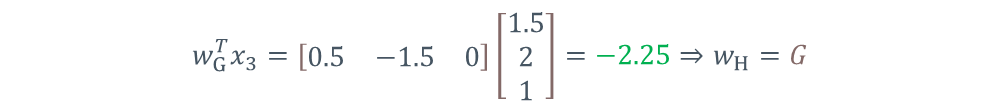 w_G^T x_3 = [0.5 −1.5 0] [1.5 2 1] = −2.25 ⇒ w_H = G